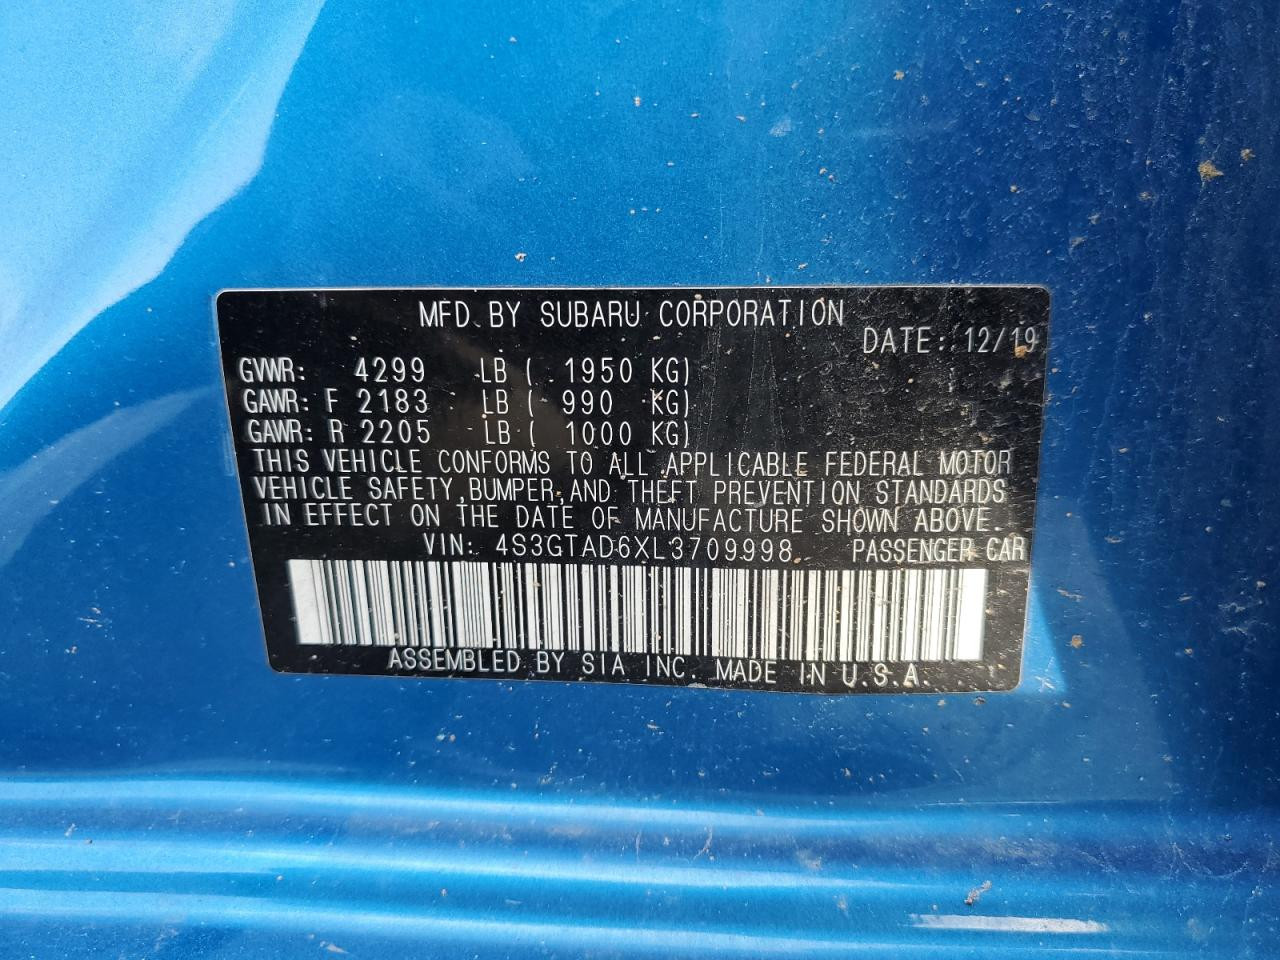 MFD. BY SUBARU CORPORATION
DATE: 12/19
GVWR: 4299 LB ( 1950 KG)
GAWR: F 2183 LB ( 990 KG)
GAWR: R 2205 LB ( 1000 KG)
THIS VEHICLE CONFORMS TO ALL APPLICABLE FEDERAL MOTOR
VEHICLE SAFETY, BUMPER, AND THEFT PREVENTION STANDARDS
IN EFFECT ON THE DATE OF MANUFACTURE SHOWN ABOVE.
VIN: 4S3GTAD6XL3709998 PASSENGER CAR
ASSEMBLED BY SIA INC. MADE IN U.S.A.